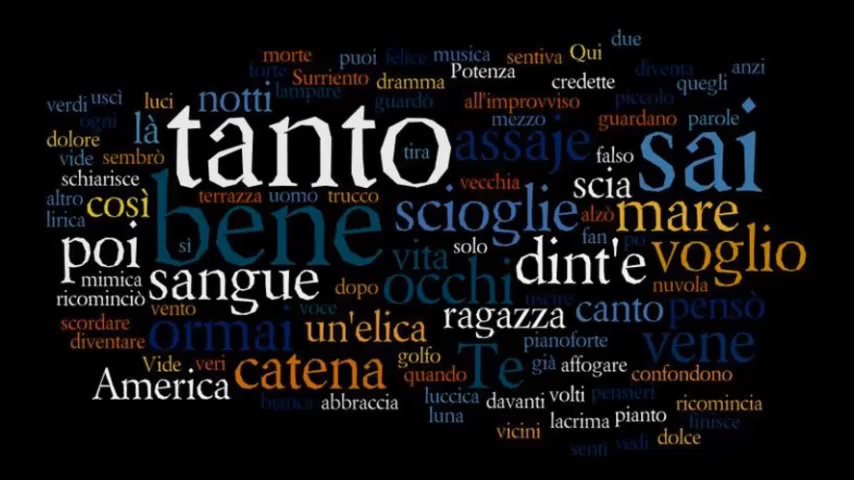 due
morte puoi felice musica sentiva Qui
forte Surriento dramma Potenza credette diventa anzi
verdi uscì luci notti lampare guardò all'improvviso piccolo quegli
ogni mezzo guardano parole
dolore là tanto tira assaje falso sai
vide sembrò
schiarisce vecchia scia
altro così terrazza uomo trucco scioglie alzò mare
lirica bene
poi sì vita solo dint'e fan po voglio
mimica sangue dopo occhi uscire nuvola
ricominciò vento voce ragazza canto pensò
scordare ormai un'elica
diventare pianoforte vene
Vide veri catena golfo Te già affogare
America quando confondono
bianca abbraccia luccica davanti volti pensieri ricomincia
luna lacrima pianto finisce
vicini dolce
senti vedi